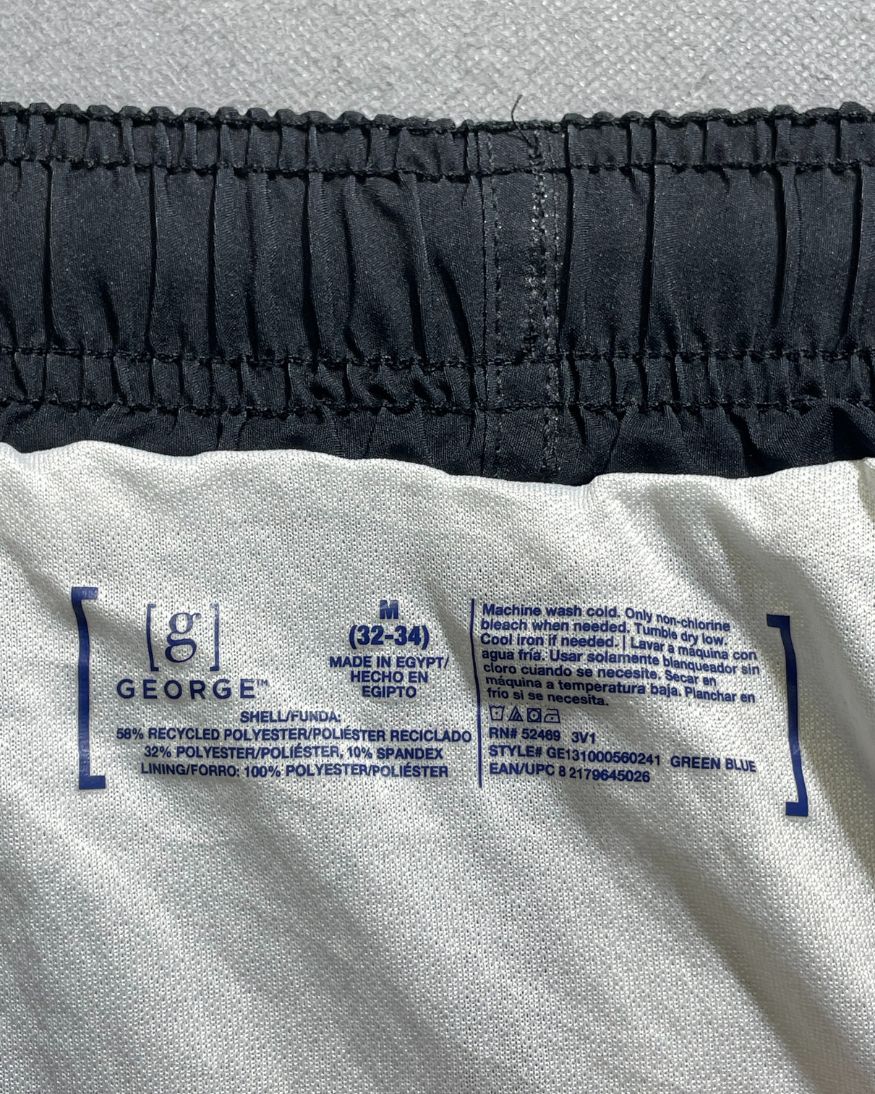 [g]
GEORGE™
M
(32-34)
MADE IN EGYPT/
HECHO EN
EGIPTO
SHELL/FUNDA:
58% RECYCLED POLYESTER/POLIÉSTER RECICLADO
32% POLYESTER/POLIÉSTER, 10% SPANDEX
LINING/FORRO: 100% POLYESTER/POLIÉSTER
Machine wash cold. Only non-chlorine
bleach when needed. Tumble dry low.
Cool iron if needed. | Lavar a máquina con
agua fría. Usar solamente blanqueador sin
cloro cuando se necesite. Secar en
máquina a temperatura baja. Planchar en
frío si se necesita.
RN# 52469 3V1
STYLE# GE131000560241 GREEN BLUE
EAN/UPC 8 2179645026